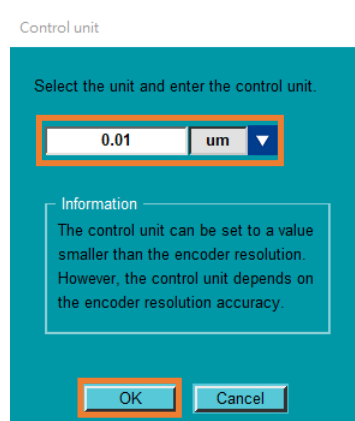 Control unit
Select the unit and enter the control unit.
0.01 um
Information
The control unit can be set to a value
smaller than the encoder resolution.
However, the control unit depends on
the encoder resolution accuracy.
OK Cancel